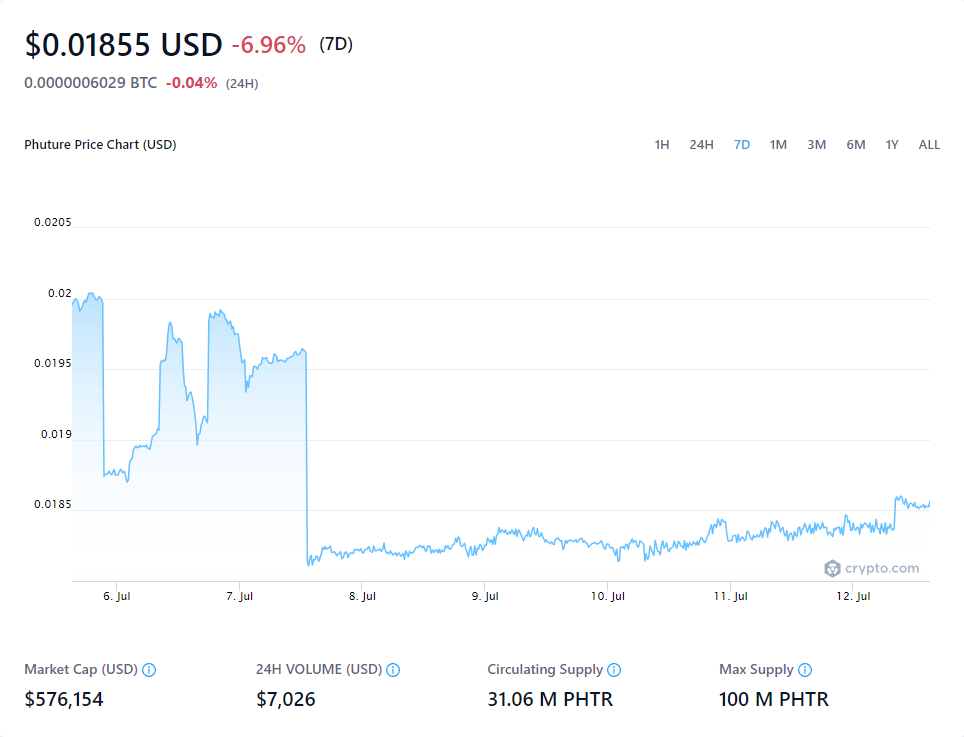 $0.01855 USD -6.96% (7D)
0.0000006029 BTC -0.04% (24H)
Phuture Price Chart (USD) 1H 24H 7D 1M 3M 6M 1Y ALL
0.0205
0.02
0.0195
0.019
0.0185
crypto.com
6. Jul 7. Jul 8. Jul 9. Jul 10. Jul 11. Jul 12. Jul
Market Cap (USD) 24H VOLUME (USD) Circulating Supply Max Supply
$576,154 $7,026 31.06 M PHTR 100 M PHTR